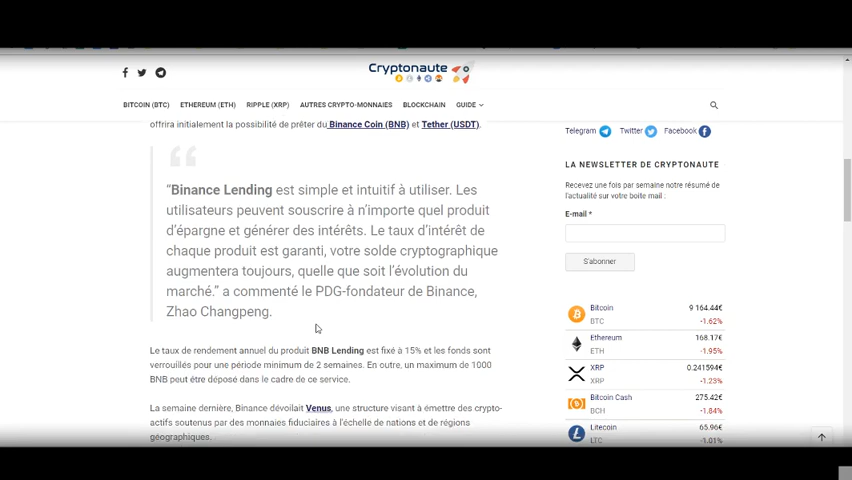 Cryptonaute
BITCOIN (BTC) ETHEREUM (ETH) RIPPLE (XRP) AUTRES CRYPTO-MONNAIES BLOCKCHAIN GUIDE
offrira initialement la possibilité de prêter du Binance Coin (BNB) et Tether (USDT).
“Binance Lending est simple et intuitif à utiliser. Les
utilisateurs peuvent souscrire à n’importe quel produit
d’épargne et générer des intérêts. Le taux d’intérêt de
chaque produit est garanti, votre solde cryptographique
augmentera toujours, quelle que soit l’évolution du
marché.” a commenté le PDG-fondateur de Binance,
Zhao Changpeng.
Le taux de rendement annuel du produit BNB Lending est fixé à 15% et les fonds sont
verrouillés pour une période minimum de 2 semaines. En outre, un maximum de 1000
BNB peut être déposé dans le cadre de ce service.
La semaine dernière, Binance dévoilait Venus, une structure visant à émettre des crypto-
actifs soutenus par des monnaies fiduciaires à l’échelle de nations et de régions
géographiques.
Telegram Twitter Facebook
LA NEWSLETTER DE CRYPTONAUTE
Recevez une fois par semaine notre résumé de
l'actualité sur votre boite mail :
E-mail *
S'abonner
Bitcoin 9 164.44€
BTC -1.62%
Ethereum 168.17€
ETH -1.95%
XRP 0.241594€
XRP -1.23%
Bitcoin Cash 275.42€
BCH -1.84%
Litecoin 65.96€
LTC -1.01%